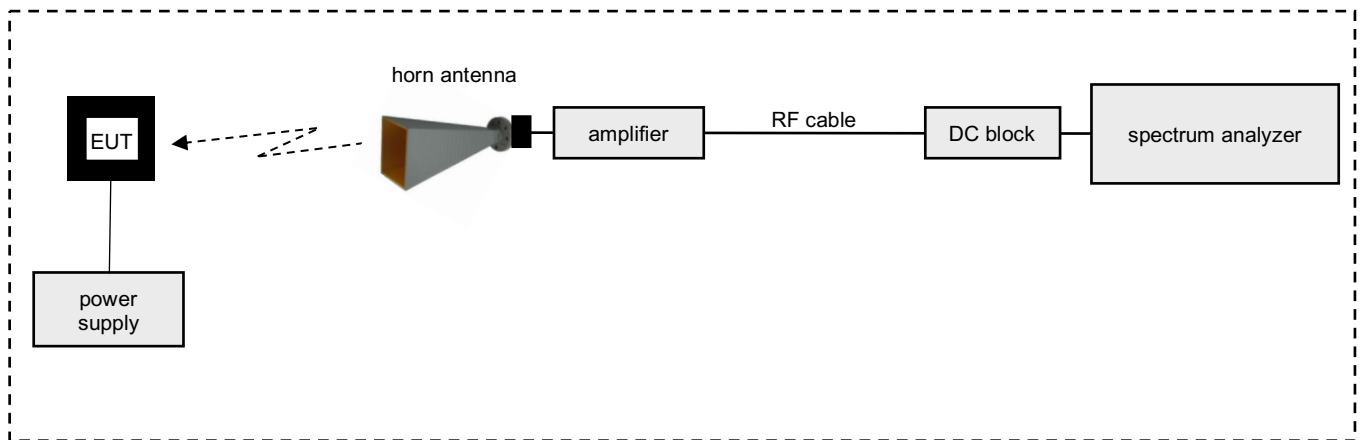 horn antenna
EUT
amplifier
RF cable
DC block
spectrum analyzer
power
supply